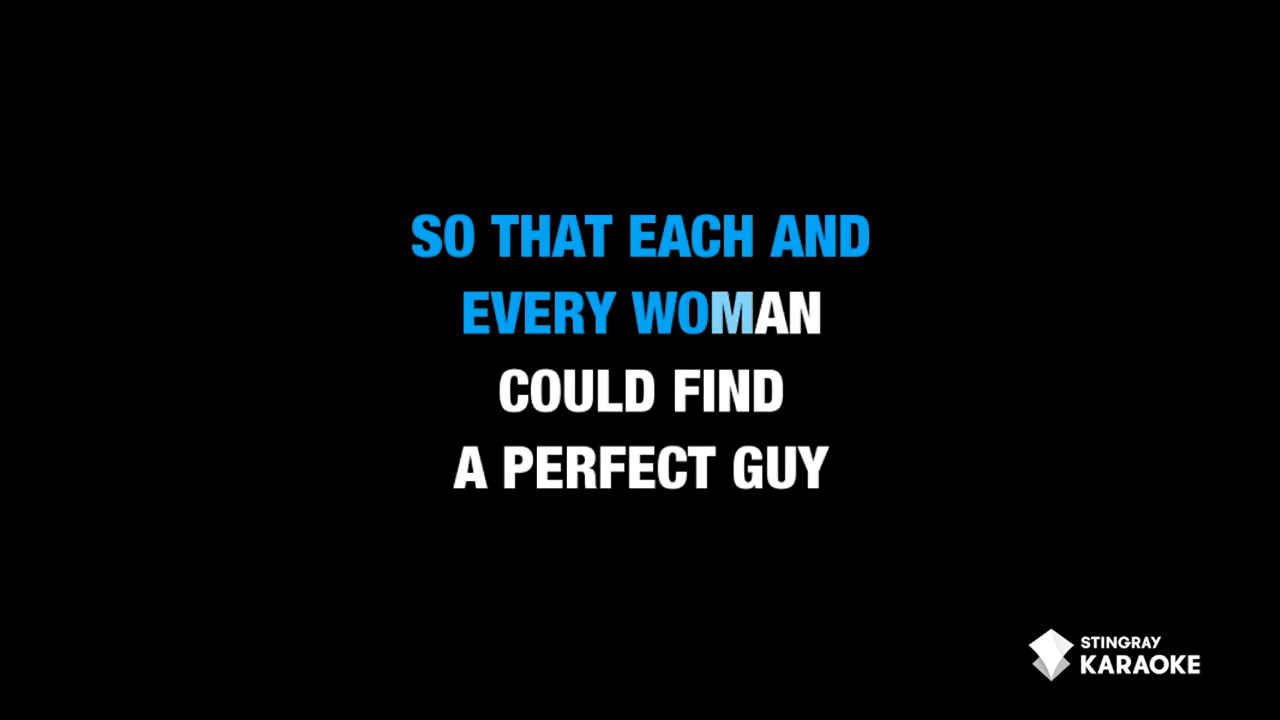 SO THAT EACH AND
EVERY WOMAN
COULD FIND
A PERFECT GUY
STINGRAY
KARAOKE